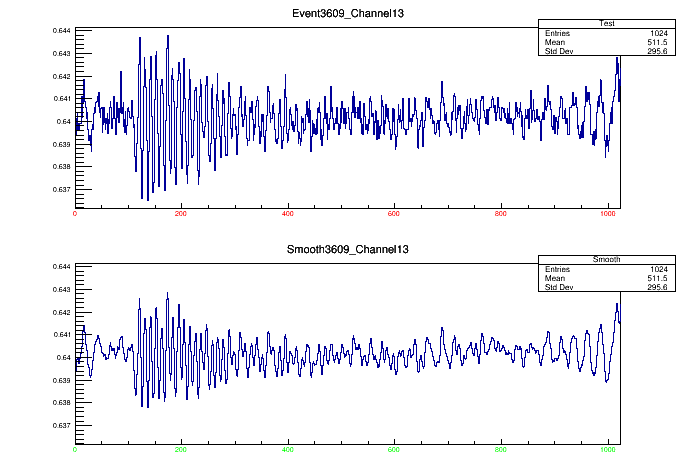 Event3609_Channel13
Test
Entries 1024
Mean 511.5
Std Dev 295.6
0.644
0.643
0.642
0.641
0.64
0.639
0.638
0.637
0 200 400 600 800 1000
Smooth3609_Channel13
Smooth
Entries 1024
Mean 511.5
Std Dev 295.6
0.644
0.643
0.642
0.641
0.64
0.639
0.638
0.637
0 200 400 600 800 1000